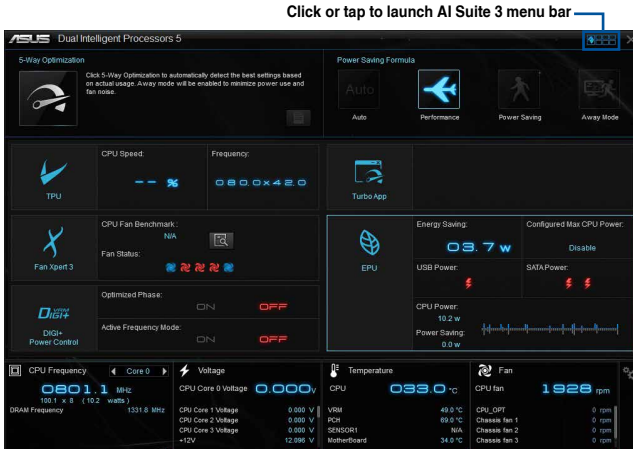 Click or tap to launch AI Suite 3 menu bar
ASUS Dual Intelligent Processors 5
5-Way Optimization
Click 5-Way Optimization to automatically detect the best settings based
on actual usage. Away mode will be enabled to minimize power use and
fan noise.
Power Saving Formula
Auto
Auto
Performance
Power Saving
Away Mode
TPU
CPU Speed:
-- %
Frequency:
080.0x42.0
Turbo App
Fan Xpert 3
CPU Fan Benchmark :
N/A
Fan Status:
EPU
Energy Saving:
03.7 w
Configured Max CPU Power:
Disable
USB Power:
SATA Power:
CPU Power:
10.2 w
Power Saving:
0.0 w
DIGI+ VRM
DIGI+
Power Control
Optimized Phase:
ON OFF
Active Frequency Mode:
ON OFF
CPU Frequency
Core 0
0801.1 MHz
100.1 x 8 (10.2 watts)
DRAM Frequency 1331.8 MHz
Voltage
CPU Core 0 Voltage 0.000 V
CPU Core 1 Voltage 0.000 V
CPU Core 2 Voltage 0.000 V
CPU Core 3 Voltage 0.000 V
+12V 12.096 V
Temperature
CPU 033.0 °C
VRM 49.0 °C
PCH 69.0 °C
SENSOR1 N/A
MotherBoard 34.0 °C
Fan
CPU fan 1928 rpm
CPU_OPT 0 rpm
Chassis fan 1 0 rpm
Chassis fan 2 0 rpm
Chassis fan 3 0 rpm